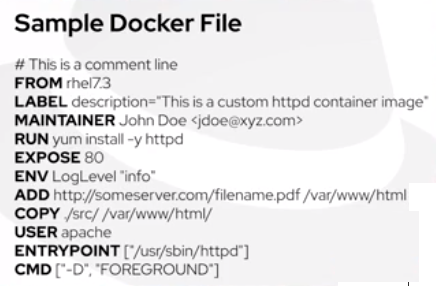 Sample Docker File
# This is a comment line
FROM rhel7.3
LABEL description="This is a custom httpd container image"
MAINTAINER John Doe <jdoe@xyz.com>
RUN yum install -y httpd
EXPOSE 80
ENV LogLevel "info"
ADD http://someserver.com/filename.pdf /var/www/html
COPY ./src/ /var/www/html/
USER apache
ENTRYPOINT ["/usr/sbin/httpd"]
CMD ["-D", "FOREGROUND"]